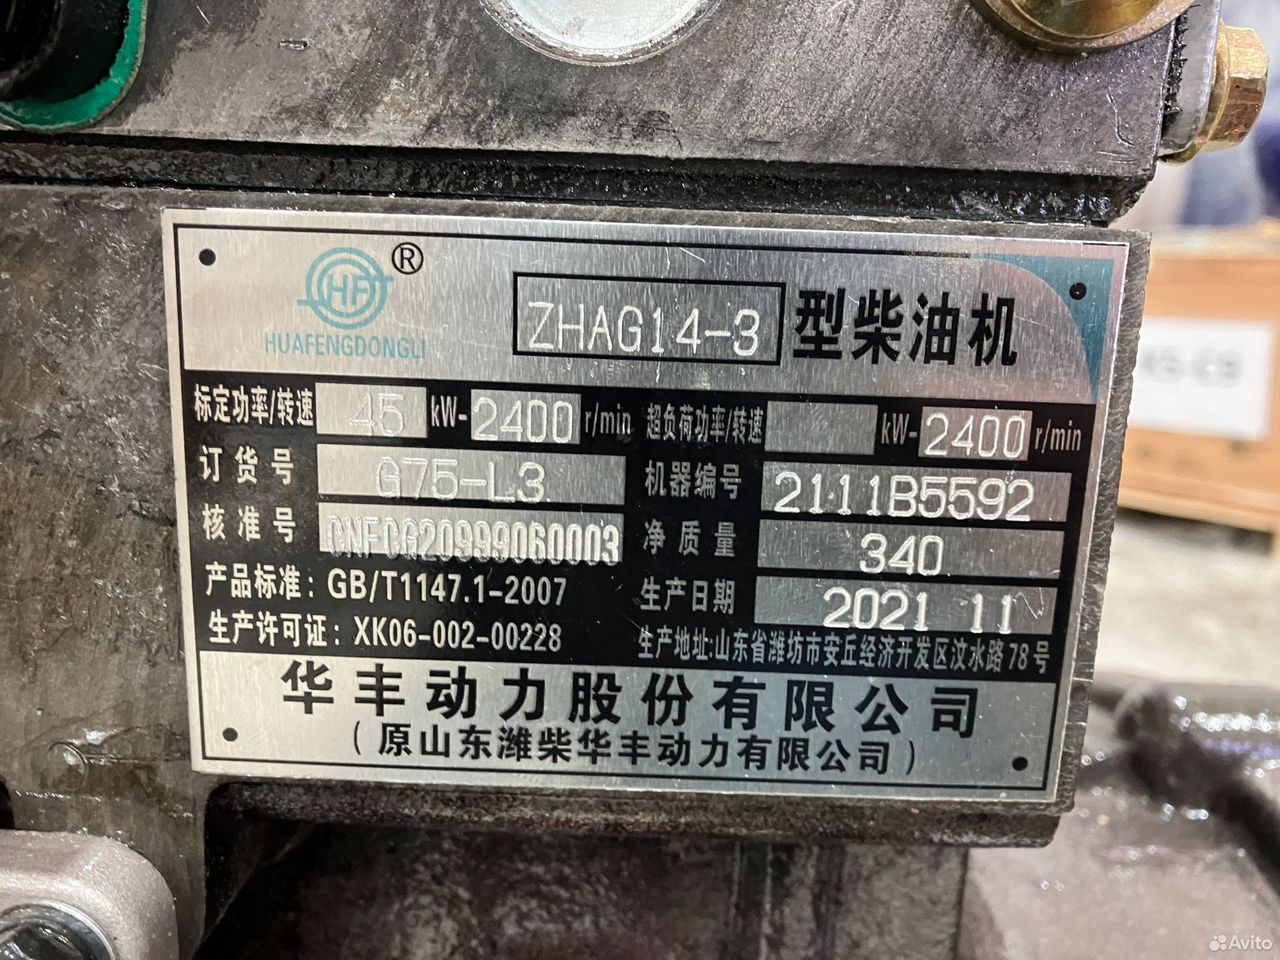 HF ®
HUAFENGDONGLI
ZHAG14-3 型柴油机
标定功率/转速 45 kW-2400 r/min 超负荷功率/转速 kW-2400 r/min
订货号 G75-L3 机器编号 2111B5592
核准号 CNFCG20999060003 净质量 340
产品标准: GB/T1147.1-2007 生产日期 2021 11
生产许可证: XK06-002-00228 生产地址:山东省潍坊市安丘经济开发区汶水路78号
华丰动力股份有限公司
(原山东潍柴华丰动力有限公司)
Avito